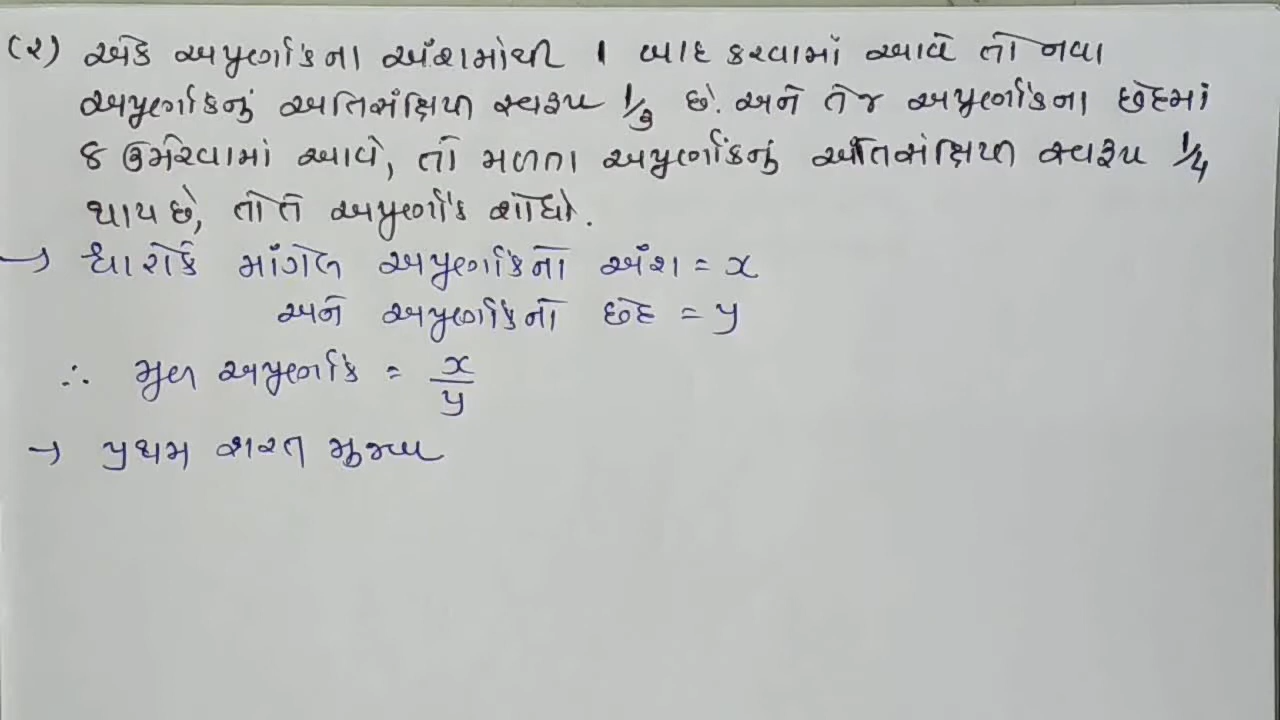 (૨) એક અપૂર્ણાંકના અંશમાંથી 1 બાદ કરવામાં આવે તો નવા
અપૂર્ણાંકનું અતિસંક્ષિપ્ત સ્વરૂપ 1/3 છે. અને તેજ અપૂર્ણાંકના છેદમાં
8 ઉમેરવામાં આવે, તો મળતા અપૂર્ણાંકનું અતિસંક્ષિપ્ત સ્વરૂપ 1/4
થાય છે, તો તે અપૂર્ણાંક શોધો.
→ ધારોકે માંગેલ અપૂર્ણાંકનો અંશ = x
અને અપૂર્ણાંકનો છેદ = y
∴ મુળ અપૂર્ણાંક = x/y
→ પ્રથમ શરત મુજબ